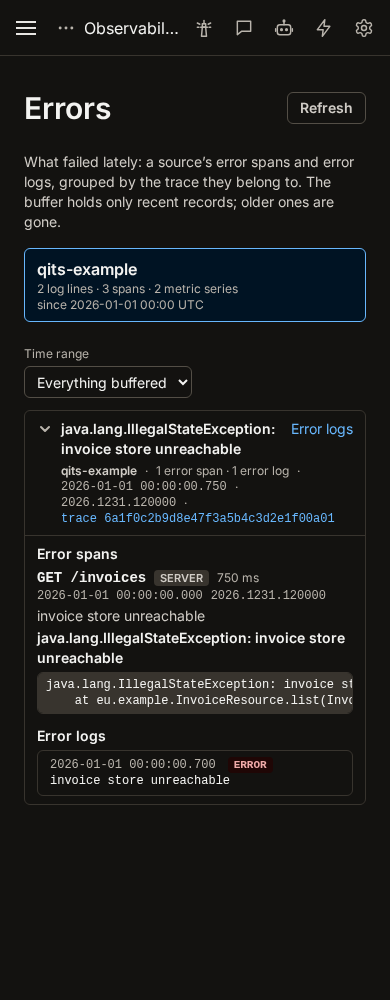 Observabil...
Errors
Refresh
What failed lately: a source's error spans and error
logs, grouped by the trace they belong to. The
buffer holds only recent records; older ones are
gone.
qits-example
2 log lines · 3 spans · 2 metric series
since 2026-01-01 00:00 UTC
Time range
Everything buffered
java.lang.IllegalStateException: Error logs
invoice store unreachable
qits-example · 1 error span · 1 error log ·
2026-01-01 00:00:00.750 ·
2026.1231.120000 ·
trace 6a1f0c2b9d8e47f3a5b4c3d2e1f00a01
Error spans
GET /invoices SERVER 750 ms
2026-01-01 00:00:00.000 2026.1231.120000
invoice store unreachable
java.lang.IllegalStateException: invoice store
unreachable
java.lang.IllegalStateException: invoice st
at eu.example.InvoiceResource.list(Invo
Error logs
2026-01-01 00:00:00.700 ERROR
invoice store unreachable